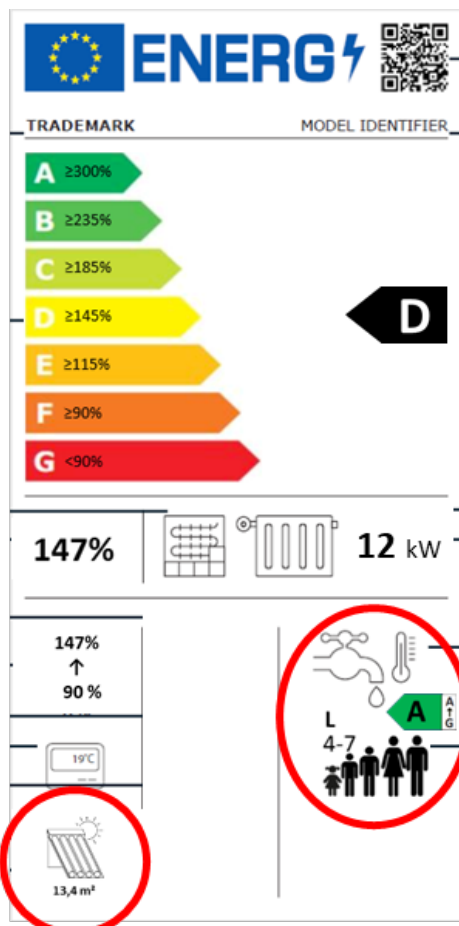 ENERG
TRADEMARK MODEL IDENTIFIER
A ≥300%
B ≥235%
C ≥185%
D ≥145%
D
E ≥115%
F ≥90%
G <90%
147% 12 kW
147%
↑
90 %
19°C
13,4 m²
A
A
↑
G
L
4-7